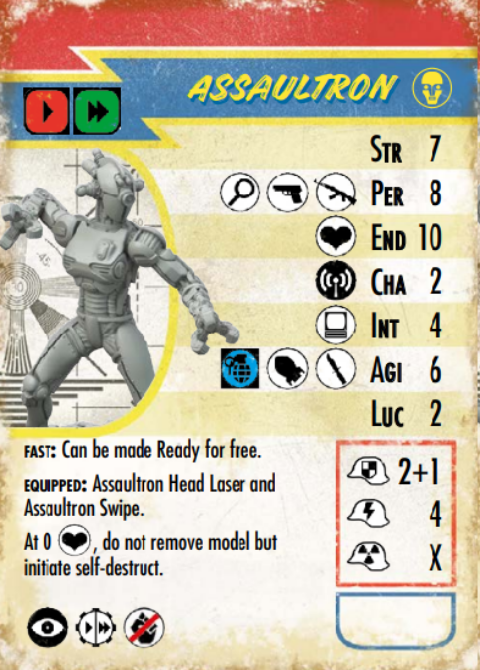 ASSAULTRON
STR 7
PER 8
END 10
CHA 2
INT 4
AGI 6
LUC 2
FAST: Can be made Ready for free.
EQUIPPED: Assaultron Head Laser and
Assaultron Swipe.
At 0 , do not remove model but
initiate self-destruct.
2+1
4
X